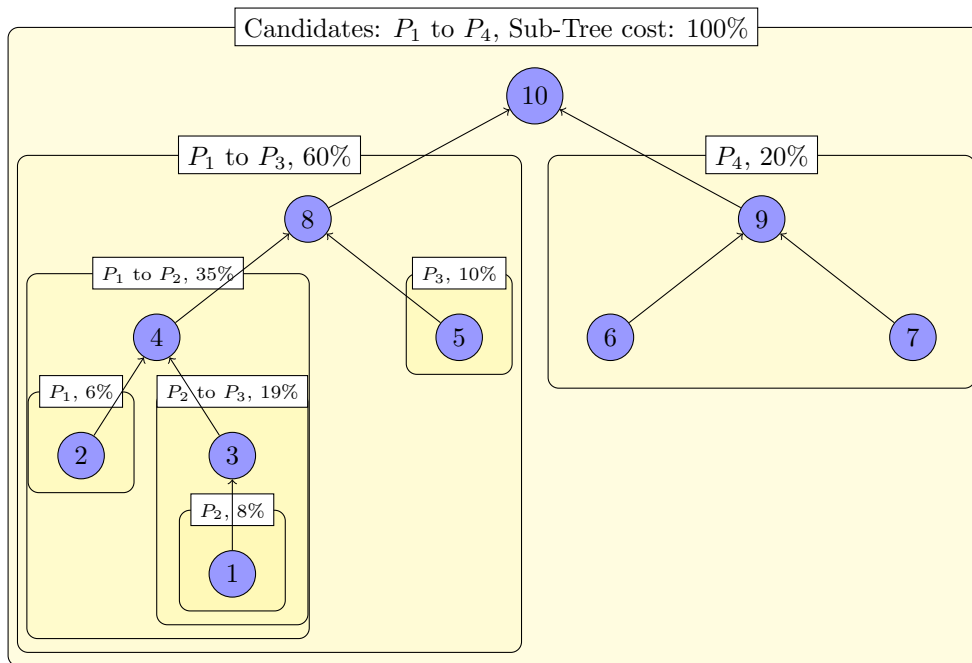 Candidates: P₁ to P₄, Sub-Tree cost: 100%
10
P₁ to P₃, 60%
P₄, 20%
8
9
P₁ to P₂, 35%
P₃, 10%
4
5
6
7
P₁, 6%
P₂ to P₃, 19%
2
3
P₂, 8%
1